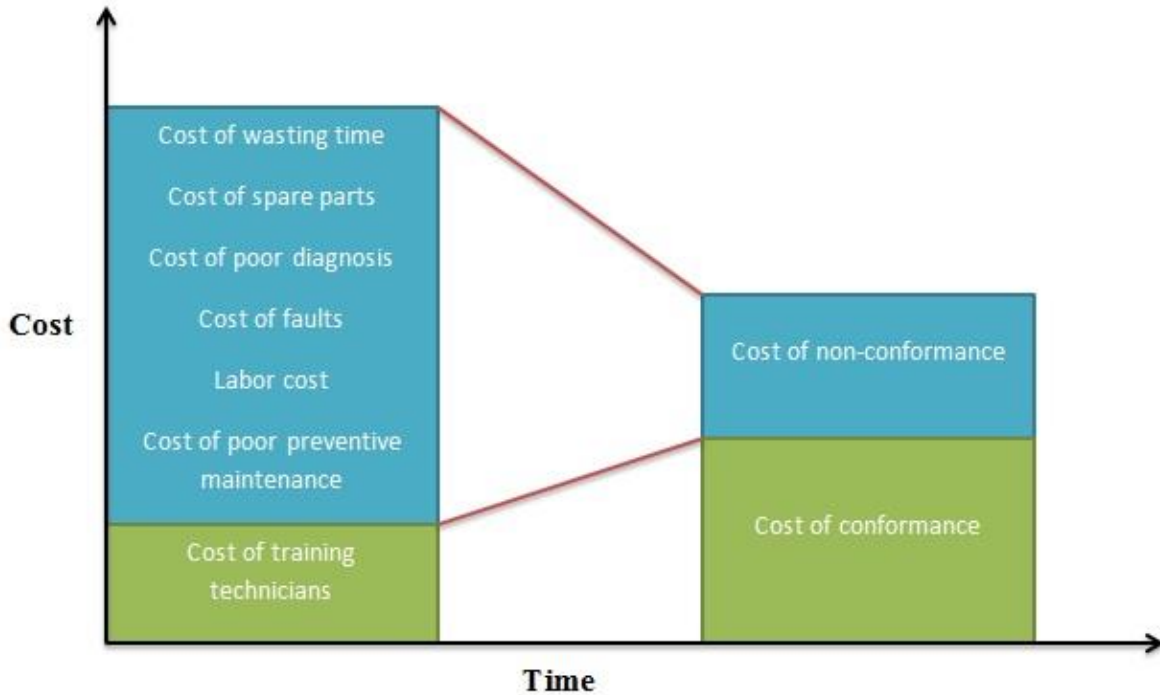 Cost of wasting time
Cost of spare parts
Cost of poor diagnosis
Cost of faults
Labor cost
Cost of poor preventive
maintenance
Cost of training
technicians
Cost
Cost of non-conformance
Cost of conformance
Time